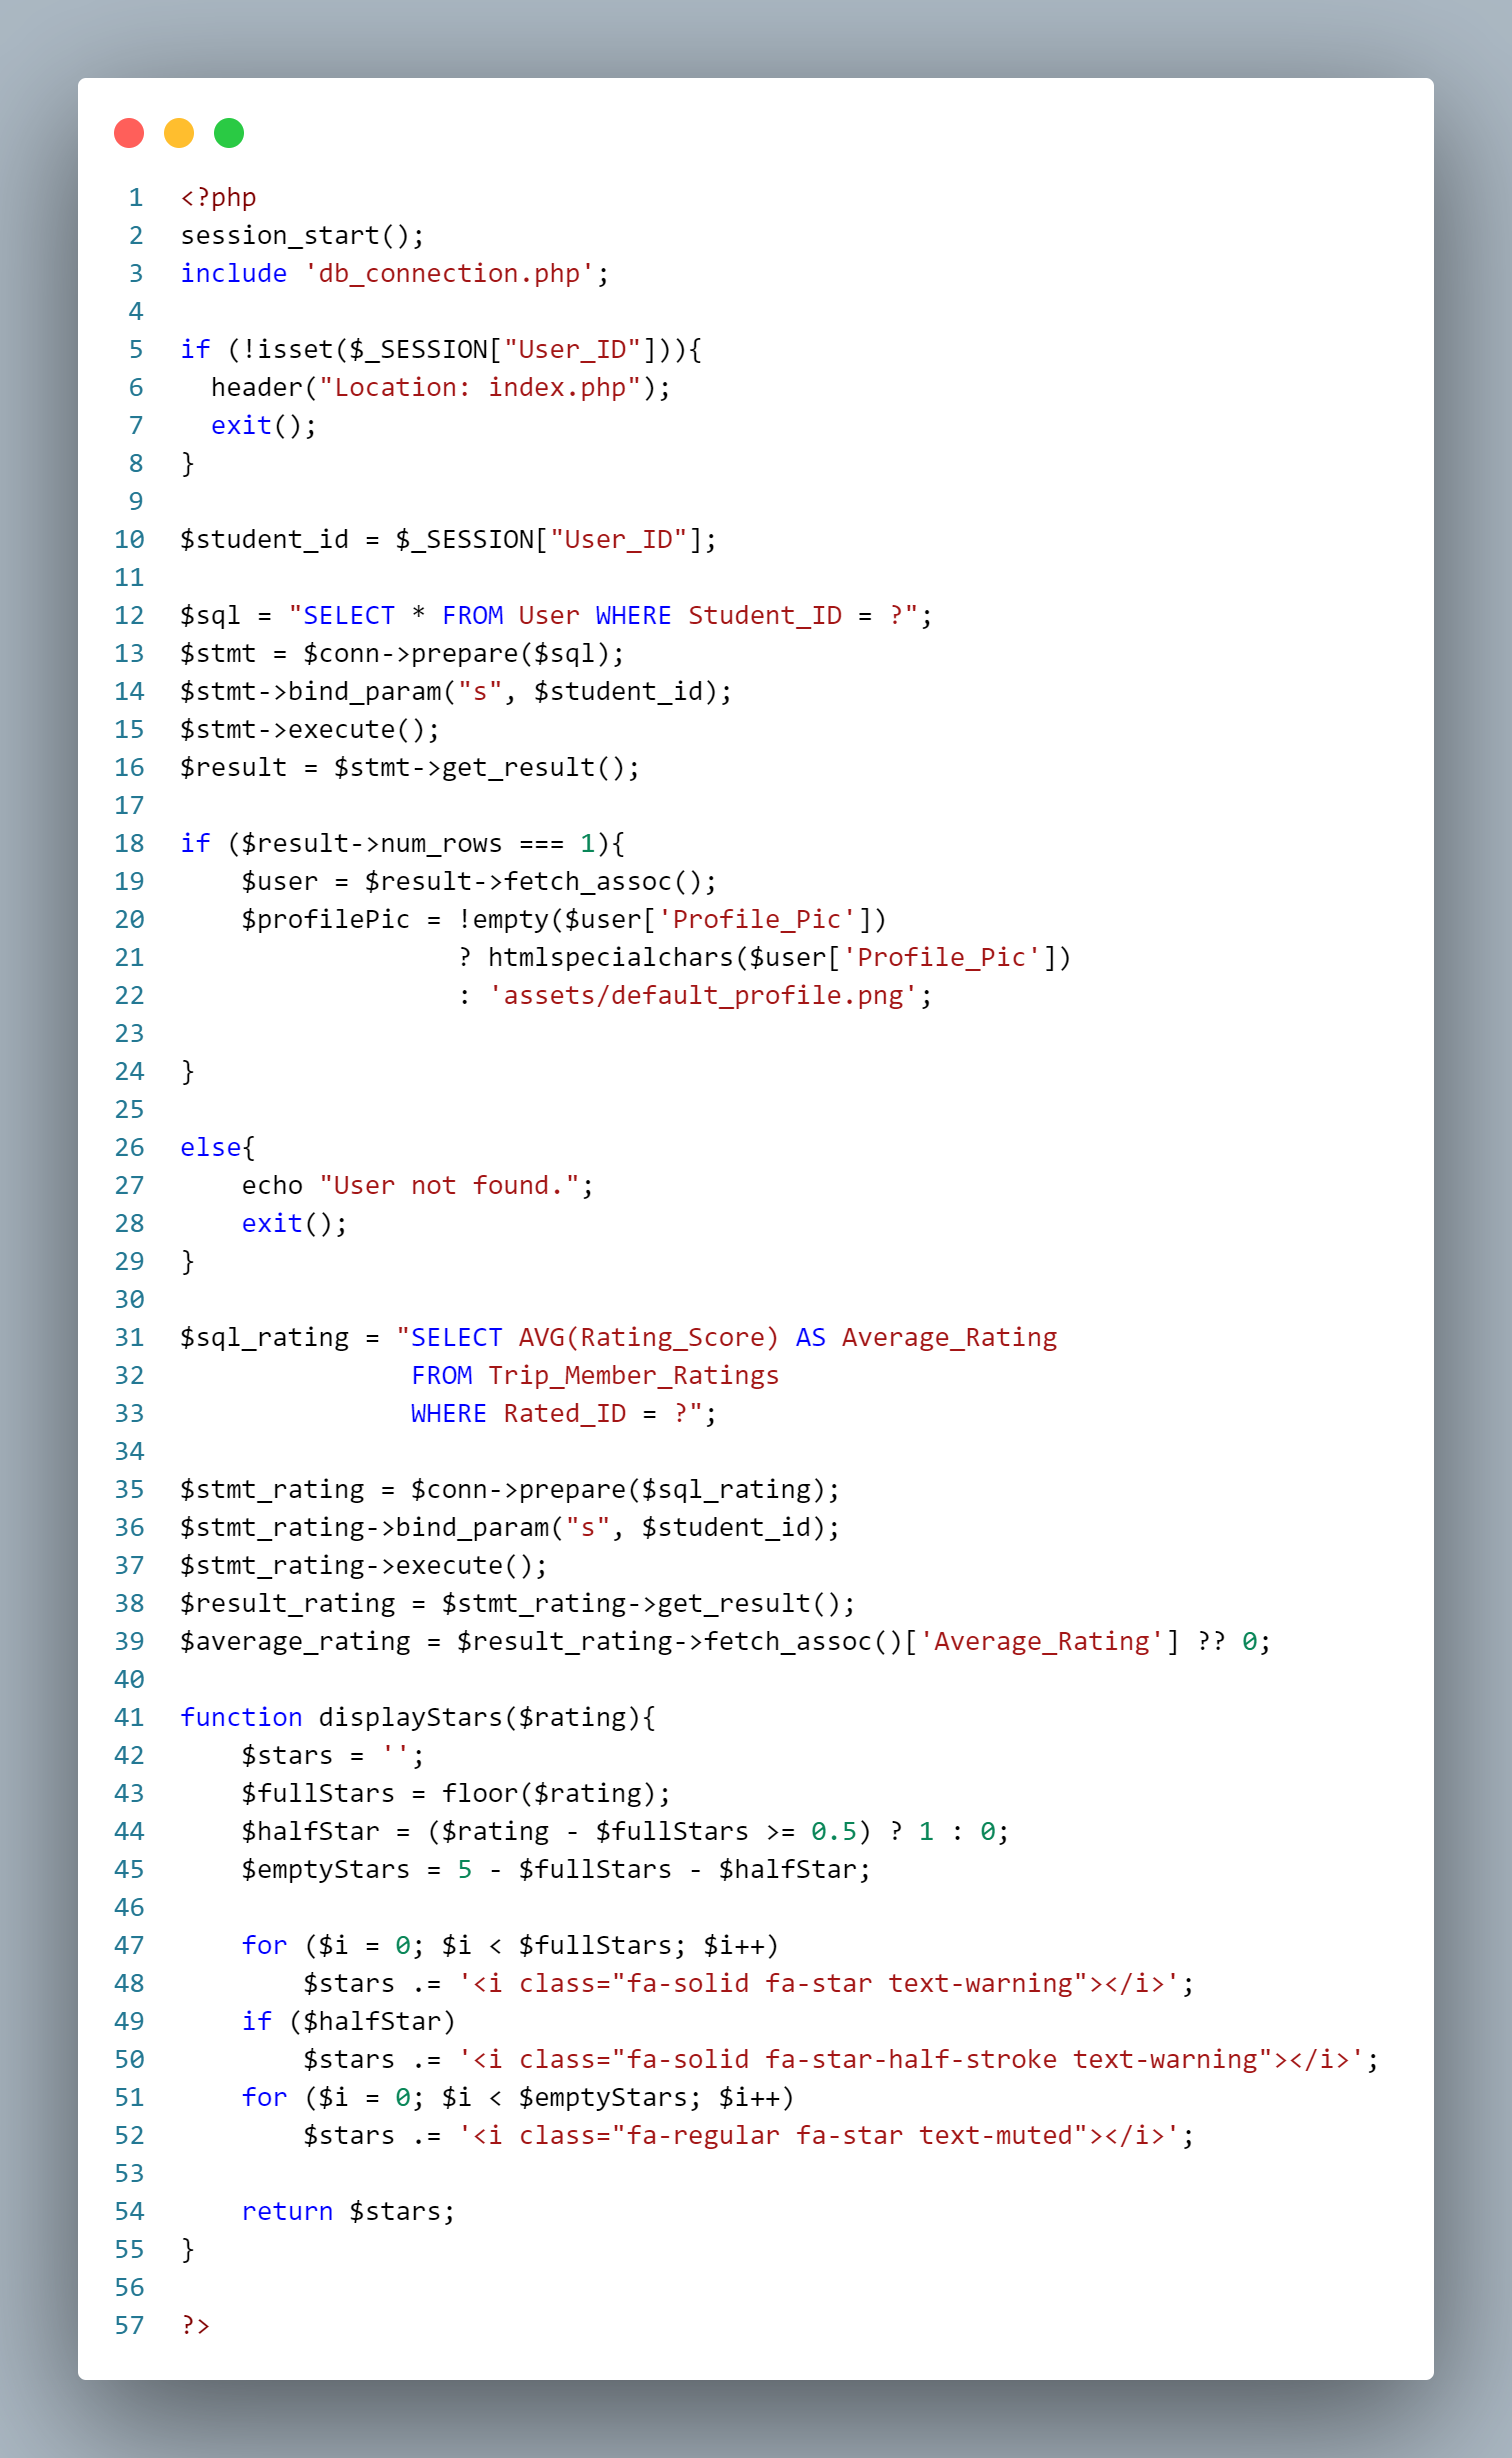 1 <?php
2 session_start();
3 include 'db_connection.php';
4
5 if (!isset($_SESSION["User_ID"])){
6   header("Location: index.php");
7   exit();
8 }
9
10 $student_id = $_SESSION["User_ID"];
11
12 $sql = "SELECT * FROM User WHERE Student_ID = ?";
13 $stmt = $conn->prepare($sql);
14 $stmt->bind_param("s", $student_id);
15 $stmt->execute();
16 $result = $stmt->get_result();
17
18 if ($result->num_rows === 1){
19     $user = $result->fetch_assoc();
20     $profilePic = !empty($user['Profile_Pic'])
21                   ? htmlspecialchars($user['Profile_Pic'])
22                   : 'assets/default_profile.png';
23
24 }
25
26 else{
27     echo "User not found.";
28     exit();
29 }
30
31 $sql_rating = "SELECT AVG(Rating_Score) AS Average_Rating
32                FROM Trip_Member_Ratings
33                WHERE Rated_ID = ?";
34
35 $stmt_rating = $conn->prepare($sql_rating);
36 $stmt_rating->bind_param("s", $student_id);
37 $stmt_rating->execute();
38 $result_rating = $stmt_rating->get_result();
39 $average_rating = $result_rating->fetch_assoc()['Average_Rating'] ?? 0;
40
41 function displayStars($rating){
42     $stars = '';
43     $fullStars = floor($rating);
44     $halfStar = ($rating - $fullStars >= 0.5) ? 1 : 0;
45     $emptyStars = 5 - $fullStars - $halfStar;
46
47     for ($i = 0; $i < $fullStars; $i++)
48         $stars .= '<i class="fa-solid fa-star text-warning"></i>';
49     if ($halfStar)
50         $stars .= '<i class="fa-solid fa-star-half-stroke text-warning"></i>';
51     for ($i = 0; $i < $emptyStars; $i++)
52         $stars .= '<i class="fa-regular fa-star text-muted"></i>';
53
54     return $stars;
55 }
56
57 ?>